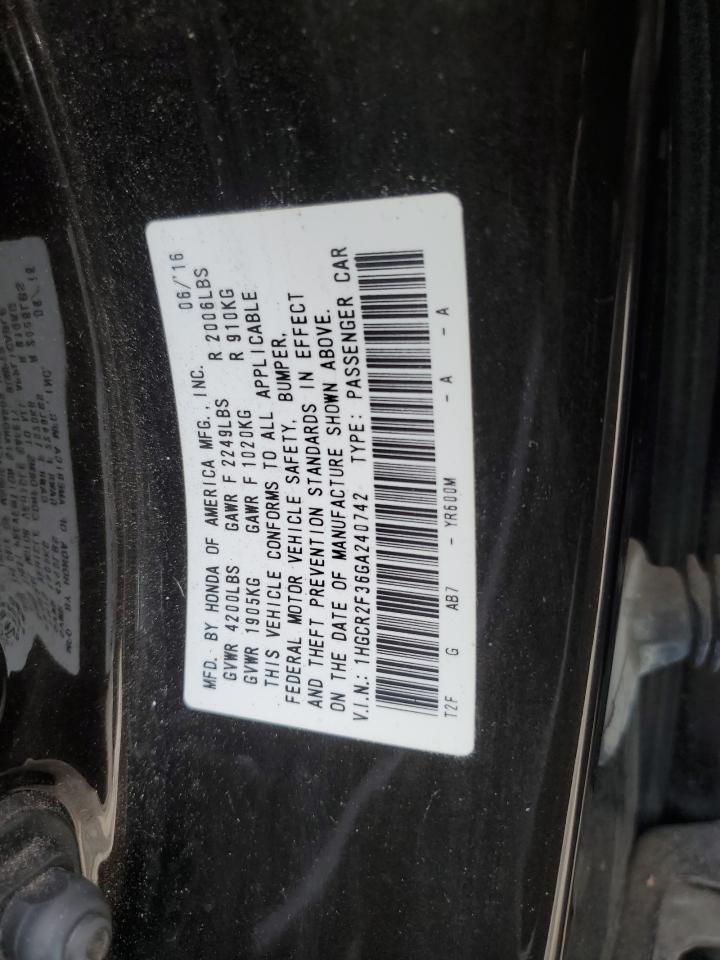 MFD. BY HONDA OF AMERICA MFG., INC. 06/'16
GVWR 4200LBS GAWR F 2249LBS R 2006LBS
GVWR 1905KG GAWR F 1020KG R 910KG
THIS VEHICLE CONFORMS TO ALL APPLICABLE
FEDERAL MOTOR VEHICLE SAFETY, BUMPER,
AND THEFT PREVENTION STANDARDS IN EFFECT
ON THE DATE OF MANUFACTURE SHOWN ABOVE.
V.I.N.: 1HGCR2F36GA240742 TYPE: PASSENGER CAR
T2F G AB7 - YR600M - A - A